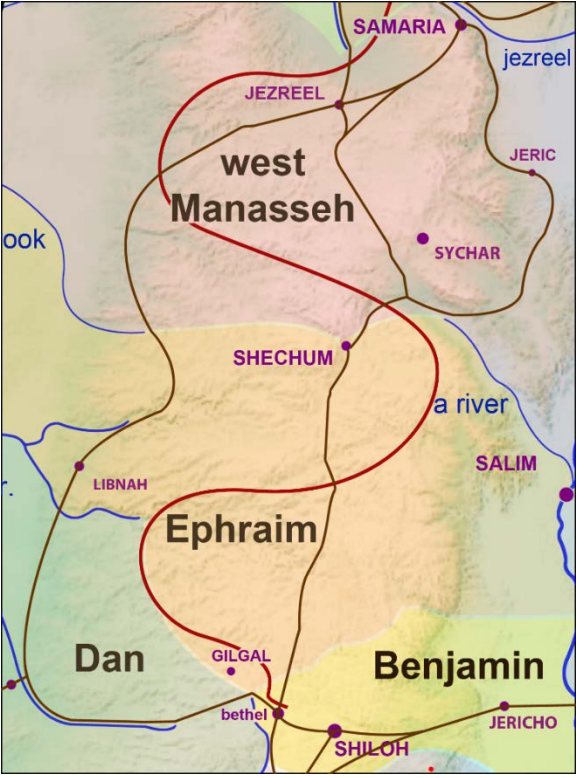 SAMARIA
jezreel
JEZREEL
JERIC
west
Manasseh
ook
SYCHAR
SHECHUM
a river
SALIM
LIBNAH
r.
Ephraim
Dan
GILGAL
Benjamin
bethel
JERICHO
SHILOH